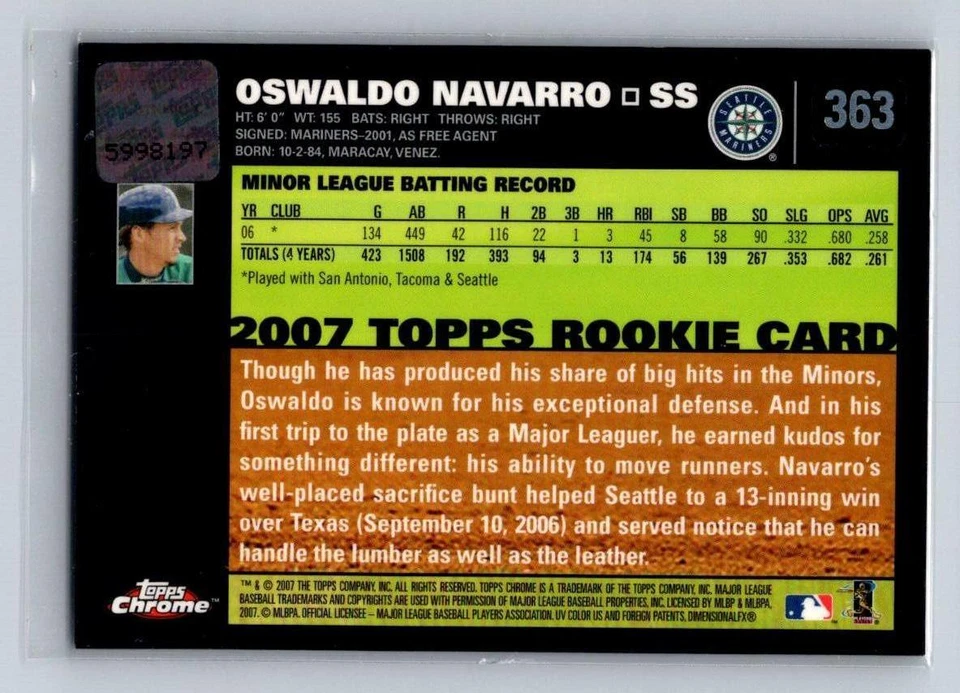 OSWALDO NAVARRO □ SS
363
HT: 6' 0" WT: 155 BATS: RIGHT THROWS: RIGHT
SIGNED: MARINERS–2001, AS FREE AGENT
BORN: 10-2-84, MARACAY, VENEZ.
SEATTLE
MARINERS
5998197
MINOR LEAGUE BATTING RECORD
YR CLUB G AB R H 2B 3B HR RBI SB BB SO SLG OPS AVG
06 * 134 449 42 116 22 1 3 45 8 58 90 .332 .680 .258
TOTALS (4 YEARS) 423 1508 192 393 94 3 13 174 56 139 267 .353 .682 .261
*Played with San Antonio, Tacoma & Seattle
2007 TOPPS ROOKIE CARD
Though he has produced his share of big hits in the Minors,
Oswaldo is known for his exceptional defense. And in his
first trip to the plate as a Major Leaguer, he earned kudos for
something different: his ability to move runners. Navarro's
well-placed sacrifice bunt helped Seattle to a 13-inning win
over Texas (September 10, 2006) and served notice that he can
handle the lumber as well as the leather.
Topps
Chrome™
™ & © 2007 THE TOPPS COMPANY, INC. ALL RIGHTS RESERVED. TOPPS CHROME IS A TRADEMARK OF THE TOPPS COMPANY, INC. MAJOR LEAGUE
BASEBALL TRADEMARKS AND COPYRIGHTS ARE USED WITH PERMISSION OF MAJOR LEAGUE BASEBALL PROPERTIES, INC. LICENSED BY MLBP & MLBPA,
2007. © MLBPA, OFFICIAL LICENSEE – MAJOR LEAGUE BASEBALL PLAYERS ASSOCIATION. UV COLOR US AND FOREIGN PATENTS, DIMENSIONALFX®